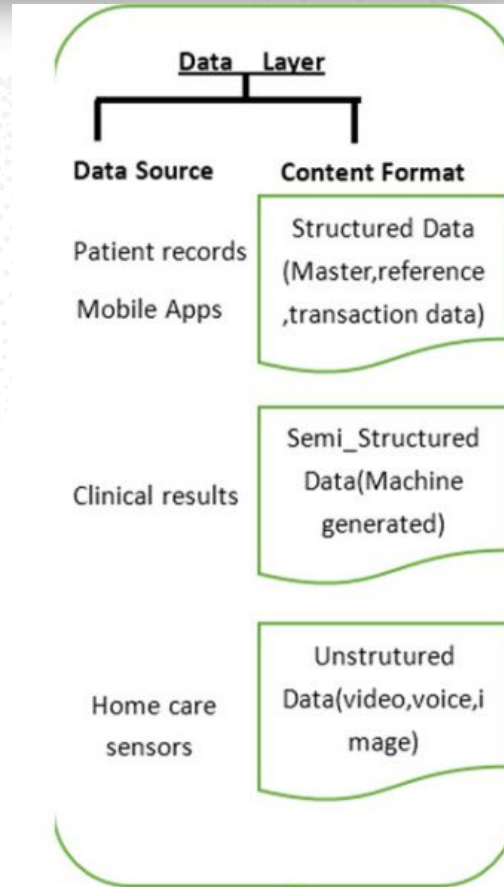 Data Layer
Data Source
Content Format
Patient records
Mobile Apps
Structured Data
(Master,reference
,transaction data)
Clinical results
Semi_Structured
Data(Machine
generated)
Home care
sensors
Unstrutured
Data(video,voice,i
mage)